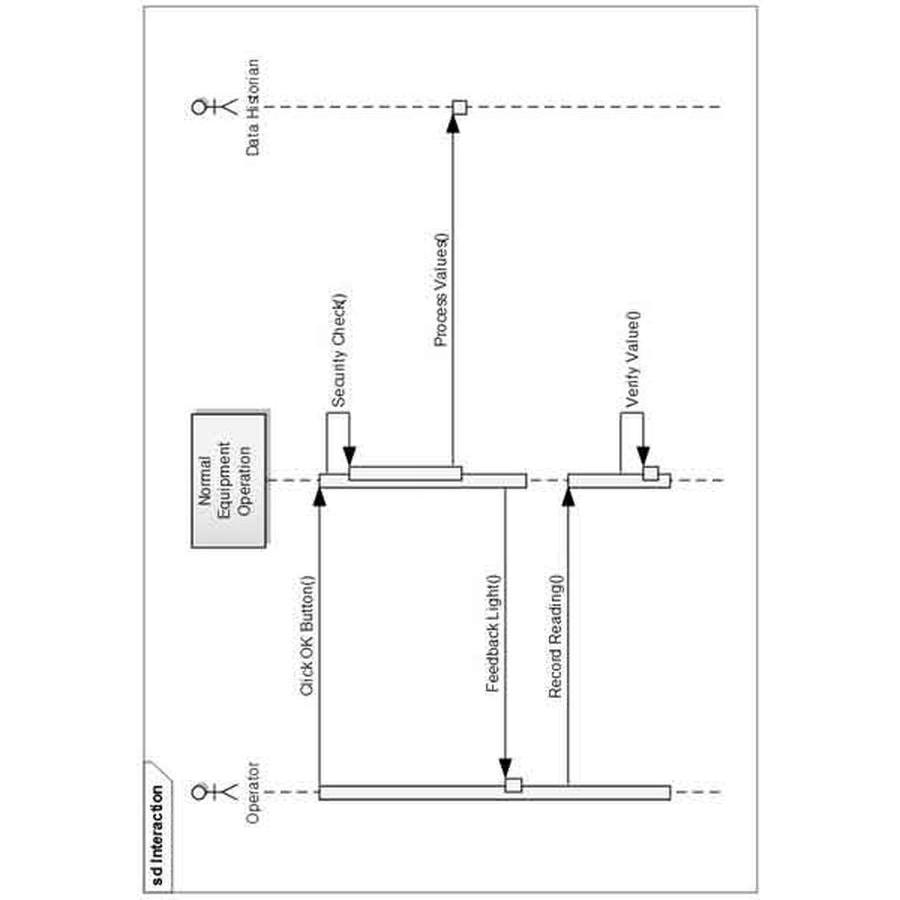 sd Interaction
Operator
Normal
Equipment
Operation
Data Historian
Click OK Button()
Security Check()
Process Values()
Feedback Light()
Record Reading()
Verify Value()